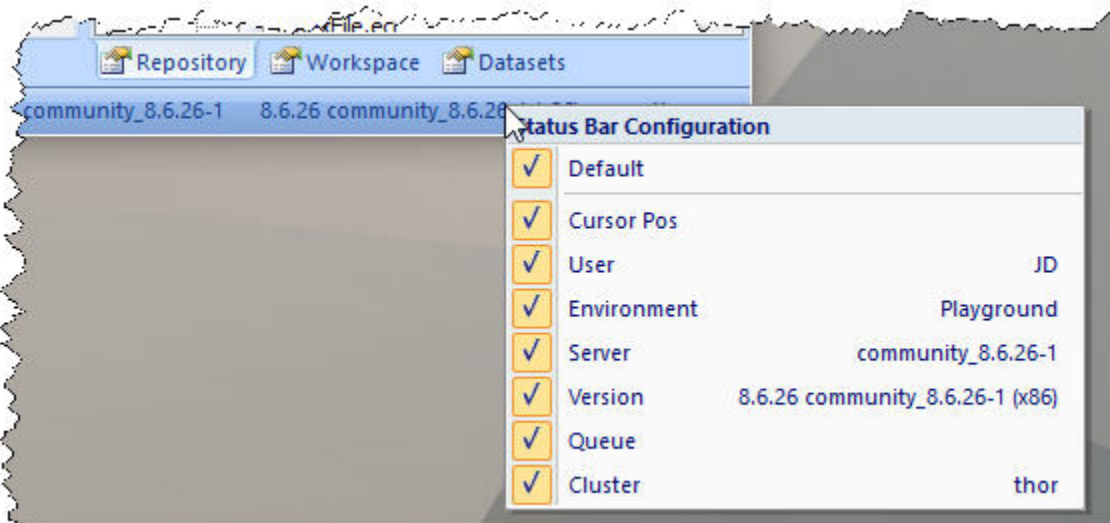 Repository Workspace Datasets
community_8.6.26-1 8.6.26 community_8.6.26
Status Bar Configuration
Default
Cursor Pos
User JD
Environment Playground
Server community_8.6.26-1
Version 8.6.26 community_8.6.26-1 (x86)
Queue
Cluster thor